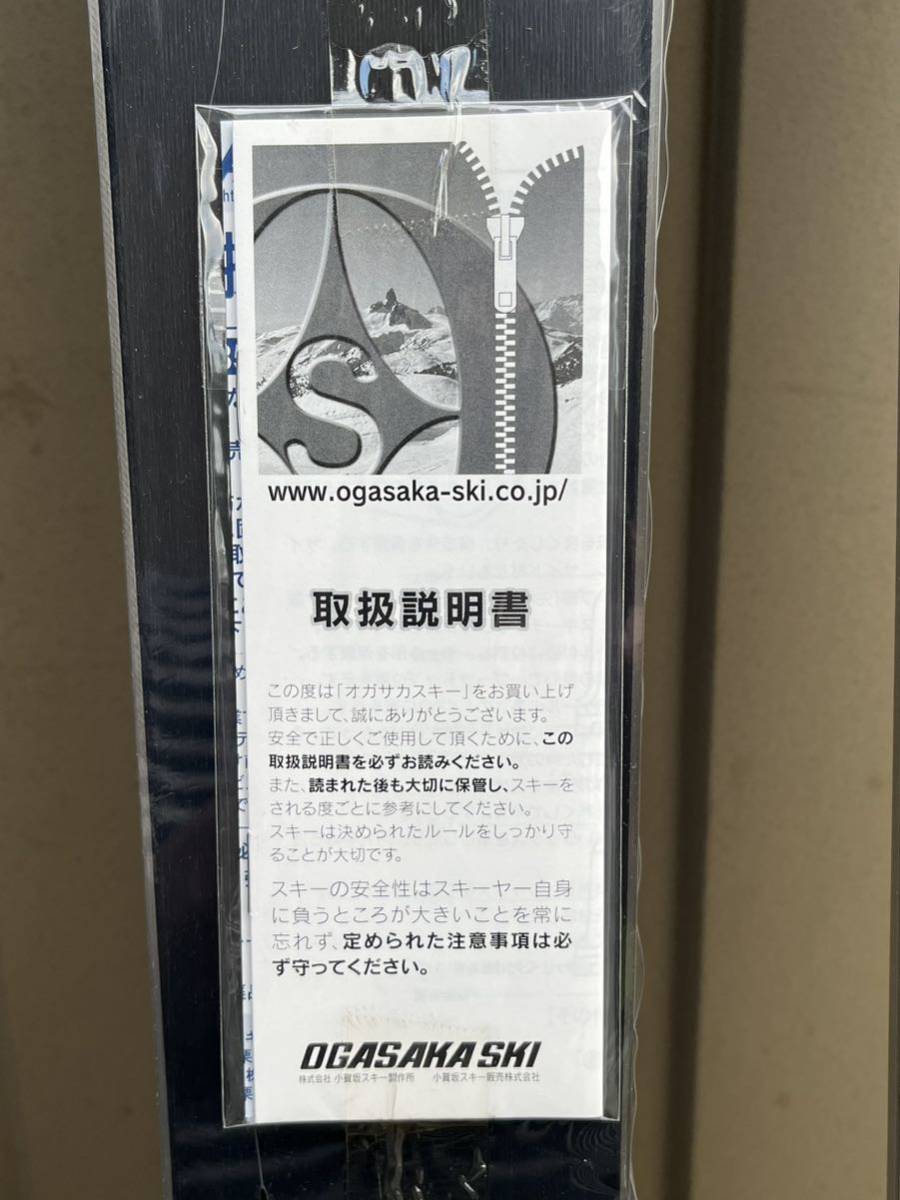 S
www.ogasaka-ski.co.jp/
取扱説明書
この度は「オガサカスキー」をお買い上げ
頂きまして、誠にありがとうございます。
安全で正しくご使用して頂くために、この
取扱説明書を必ずお読みください。
また、読まれた後も大切に保管し、スキーを
される度ごとに参考にしてください。
スキーは決められたルールをしっかり守
ることが大切です。
スキーの安全性はスキーヤー自身
に負うところが大きいことを常に
忘れず、定められた注意事項は必
ず守ってください。
OGASAKA SKI
株式会社 小賀坂スキー製作所 小賀坂スキー販売株式会社